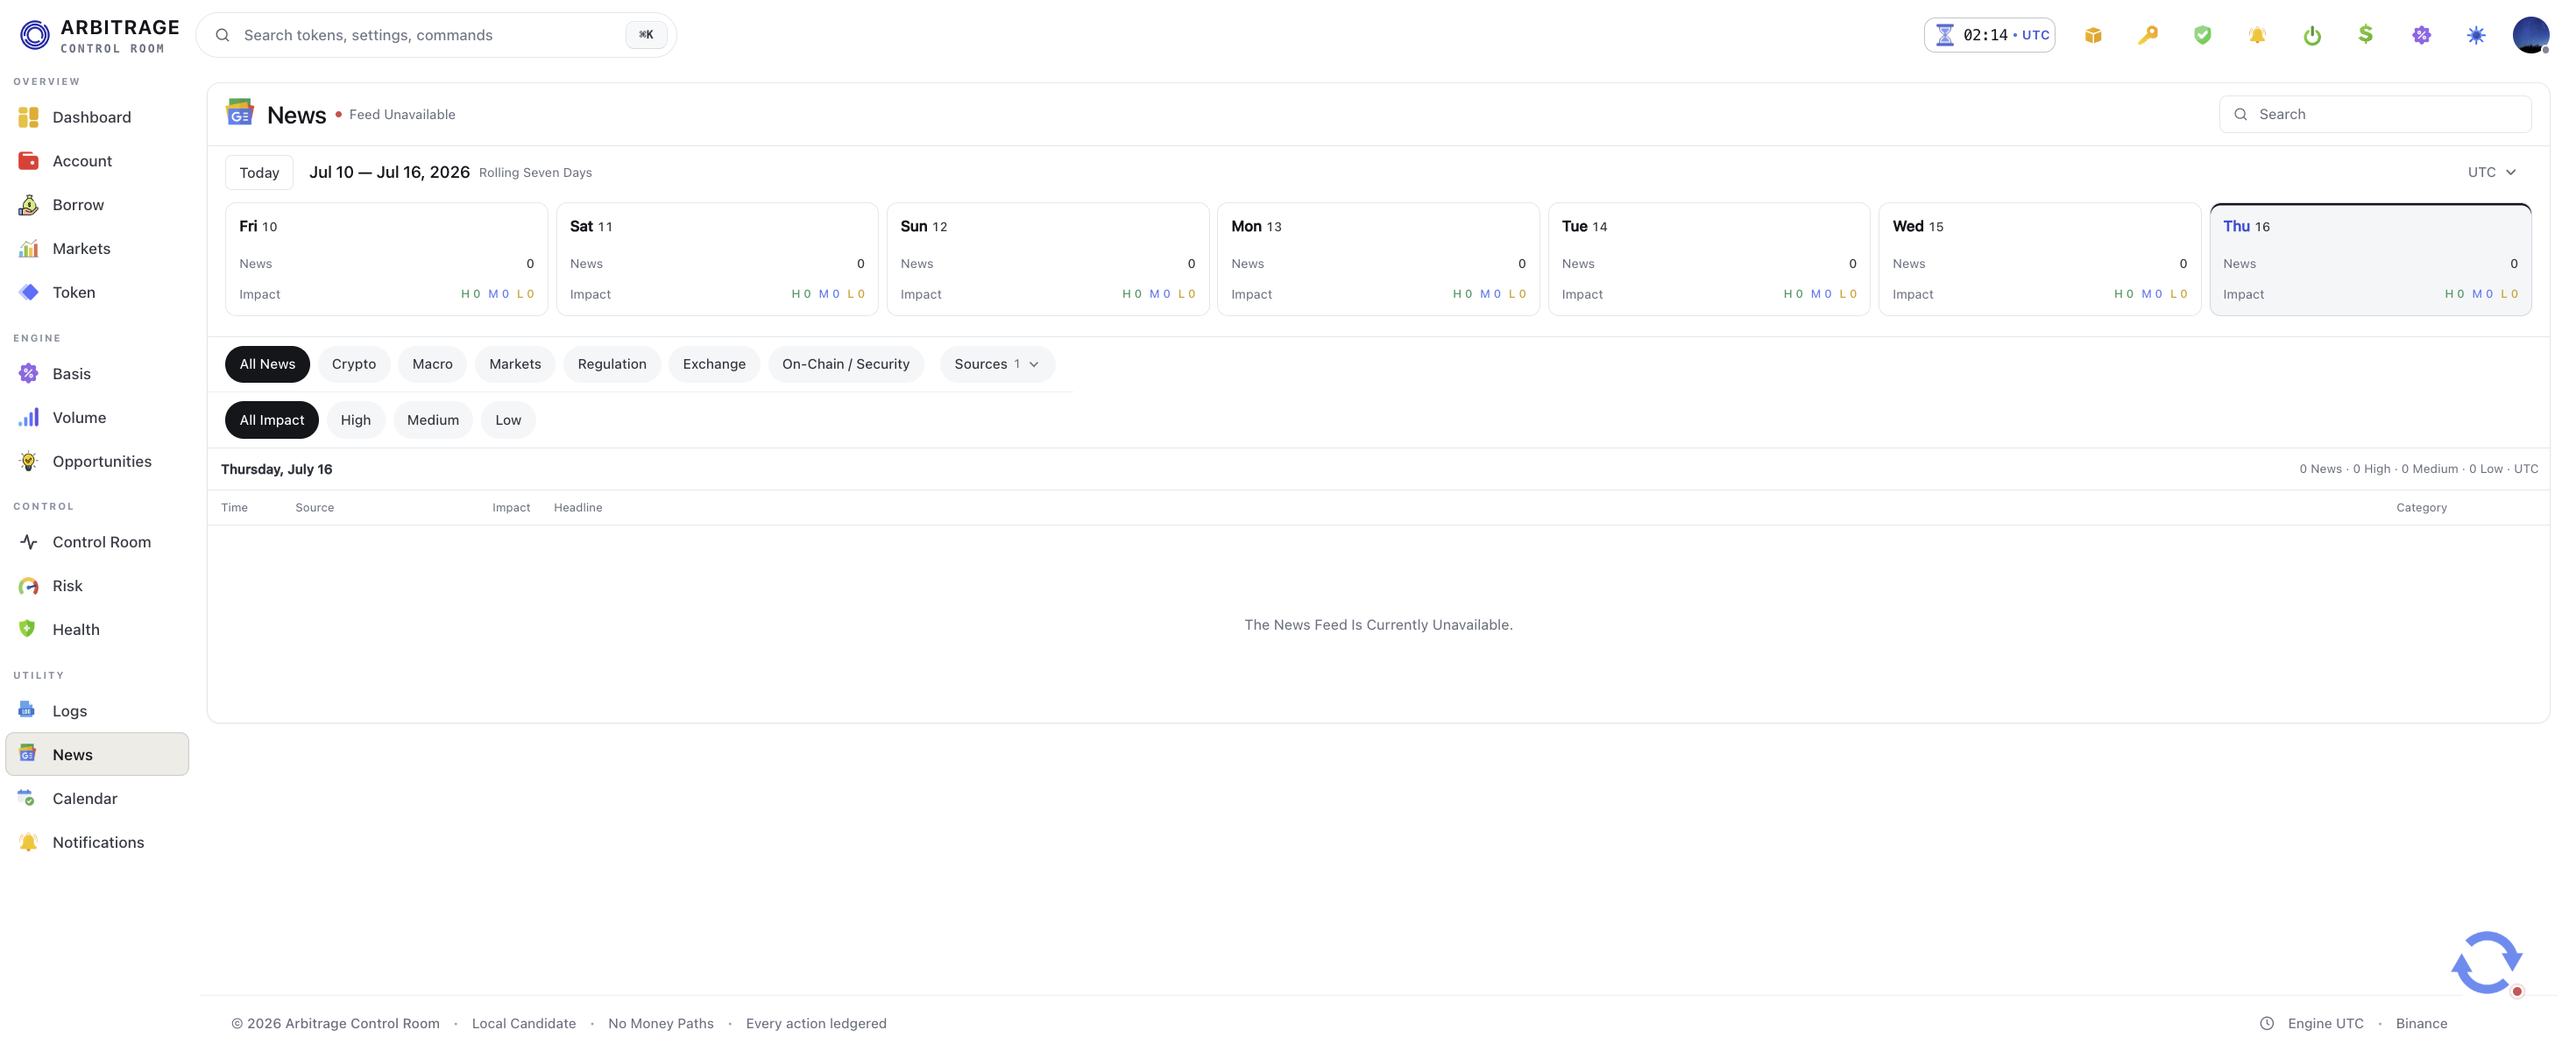 ARBITRAGE
CONTROL ROOM
Search tokens, settings, commands
⌘K
02:14 • UTC
OVERVIEW
Dashboard
Account
Borrow
Markets
Token
ENGINE
Basis
Volume
Opportunities
CONTROL
Control Room
Risk
Health
UTILITY
Logs
News
Calendar
Notifications
News • Feed Unavailable
Search
Today Jul 10 — Jul 16, 2026 Rolling Seven Days
UTC
Fri 10
News 0
Impact H 0 M 0 L 0
Sat 11
News 0
Impact H 0 M 0 L 0
Sun 12
News 0
Impact H 0 M 0 L 0
Mon 13
News 0
Impact H 0 M 0 L 0
Tue 14
News 0
Impact H 0 M 0 L 0
Wed 15
News 0
Impact H 0 M 0 L 0
Thu 16
News 0
Impact H 0 M 0 L 0
All News Crypto Macro Markets Regulation Exchange On-Chain / Security Sources 1
All Impact High Medium Low
Thursday, July 16
0 News · 0 High · 0 Medium · 0 Low · UTC
Time Source Impact Headline Category
The News Feed Is Currently Unavailable.
© 2026 Arbitrage Control Room · Local Candidate · No Money Paths · Every action ledgered
Engine UTC · Binance